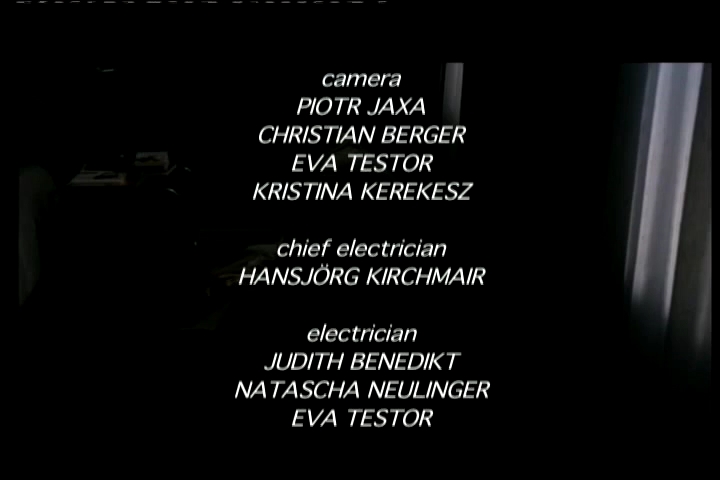 camera
PIOTR JAXA
CHRISTIAN BERGER
EVA TESTOR
KRISTINA KEREKESZ
chief electrician
HANSJÖRG KIRCHMAIR
electrician
JUDITH BENEDIKT
NATASCHA NEULINGER
EVA TESTOR